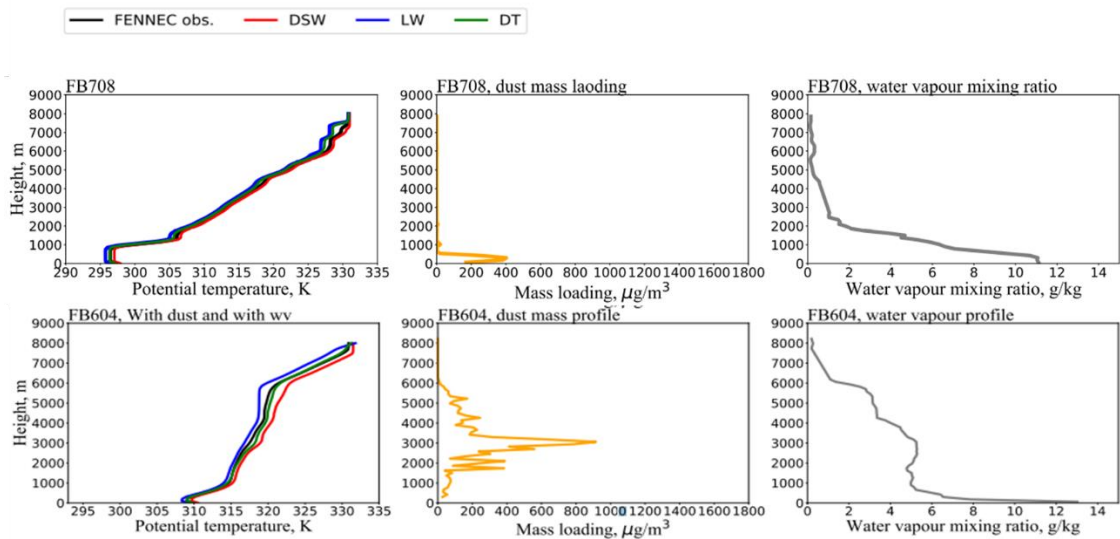 FENNEC obs. DSW LW DT
FB708
FB708, dust mass laoding
FB708, water vapour mixing ratio
9000
8000
7000
6000
5000
4000
3000
2000
1000
0
Height, m
290 295 300 305 310 315 320 325 330 335
Potential temperature, K
9000
8000
7000
6000
5000
4000
3000
2000
1000
0
0 200 400 600 800 1000 1200 1400 1600 1800
Mass loading, μg/m³
9000
8000
7000
6000
5000
4000
3000
2000
1000
0
0 2 4 6 8 10 12 14
Water vapour mixing ratio, g/kg
FB604, With dust and with wv
FB604, dust mass profile
FB604, water vapour profile
9000
8000
7000
6000
5000
4000
3000
2000
1000
0
Height, m
295 300 305 310 315 320 325 331 335
Potential temperature, K
9000
8000
7000
6000
5000
4000
3000
2000
1000
0
0 200 400 600 800 1200 1400 1600 1800
Mass loading, μg/m³
9000
8000
7000
6000
5000
4000
3000
2000
1000
0
0 2 4 6 8 10 12 14
Water vapour mixing ratio, g/kg